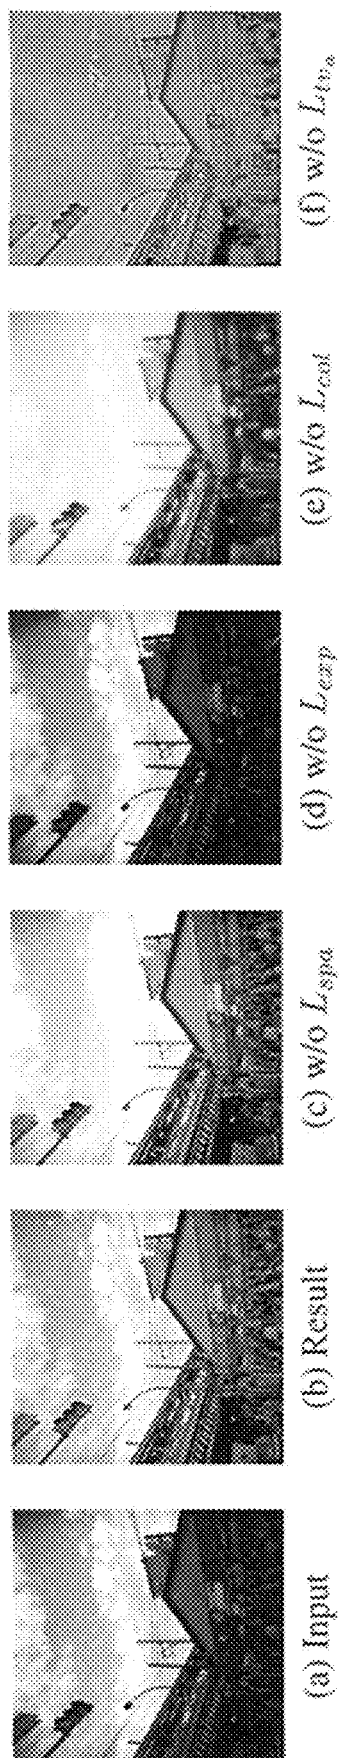 (a) Input
(b) Result
(c) w/o L_spa
(d) w/o L_exp
(e) w/o L_col
(f) w/o L_tv_A